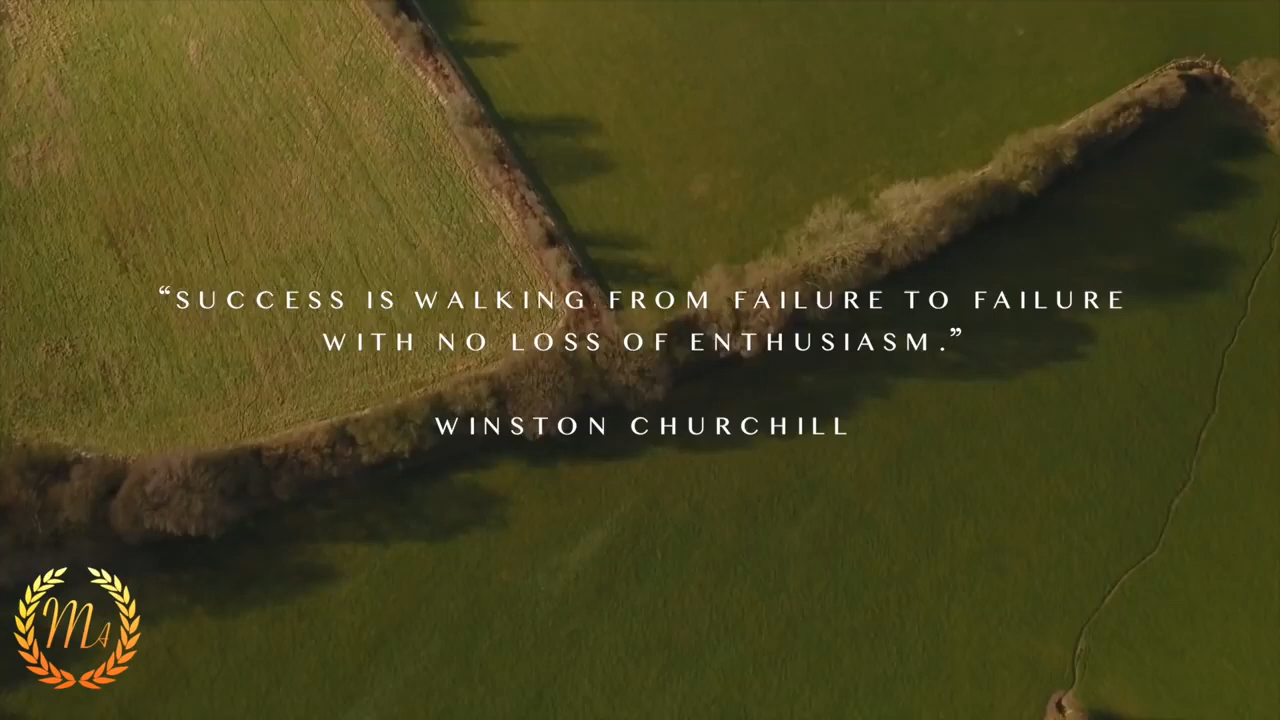 “SUCCESS IS WALKING FROM FAILURE TO FAILURE
WITH NO LOSS OF ENTHUSIASM.”
WINSTON CHURCHILL
MA